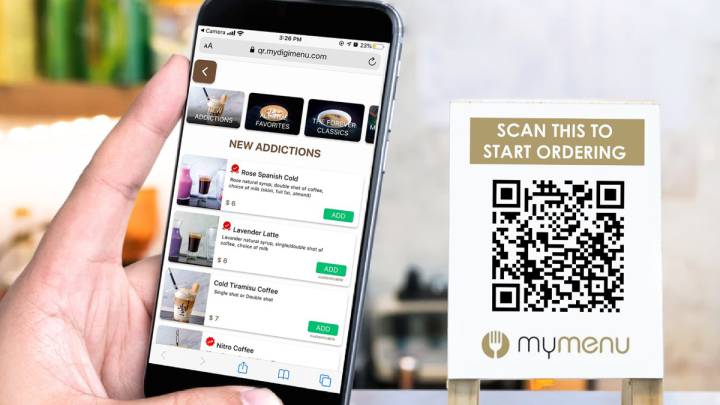 Camera
3:26 PM
23%
AA
qr.mydigimenu.com
NEW
ADDICTIONS
FAVORITES
THE FOREVER
CLASSICS
NEW ADDICTIONS
Rose Spanish Cold
Rose natural syrup, double shot of coffee,
choice of milk (skim, full fat, almond)
$ 6
ADD
Lavender Latte
Lavender natural syrup, single/double shot of
coffee, choice of milk
$ 6
ADD
customizable
Cold Tiramisu Coffee
Single shot or Double shot
$ 7
ADD
customizable
Nitro Coffee
SCAN THIS TO
START ORDERING
mymenu